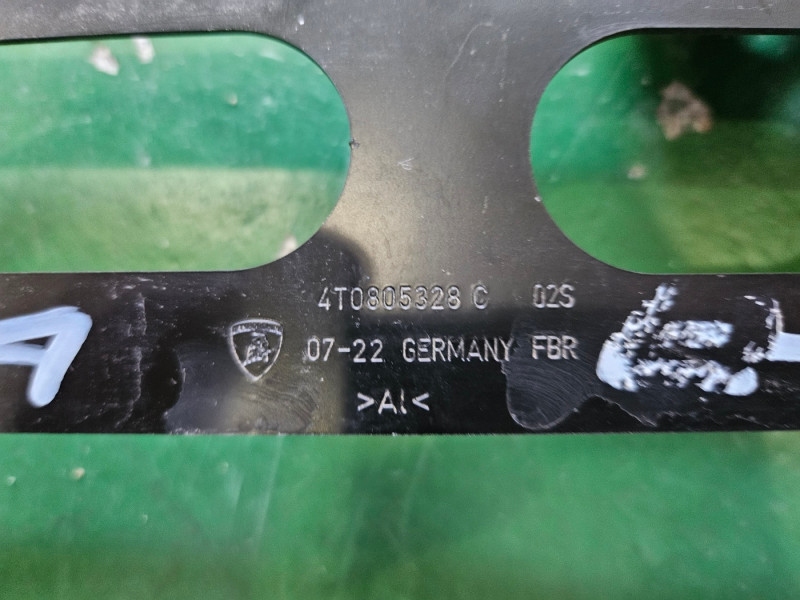 4T0805328 C 02S
07-22 GERMANY FBR
>Al<